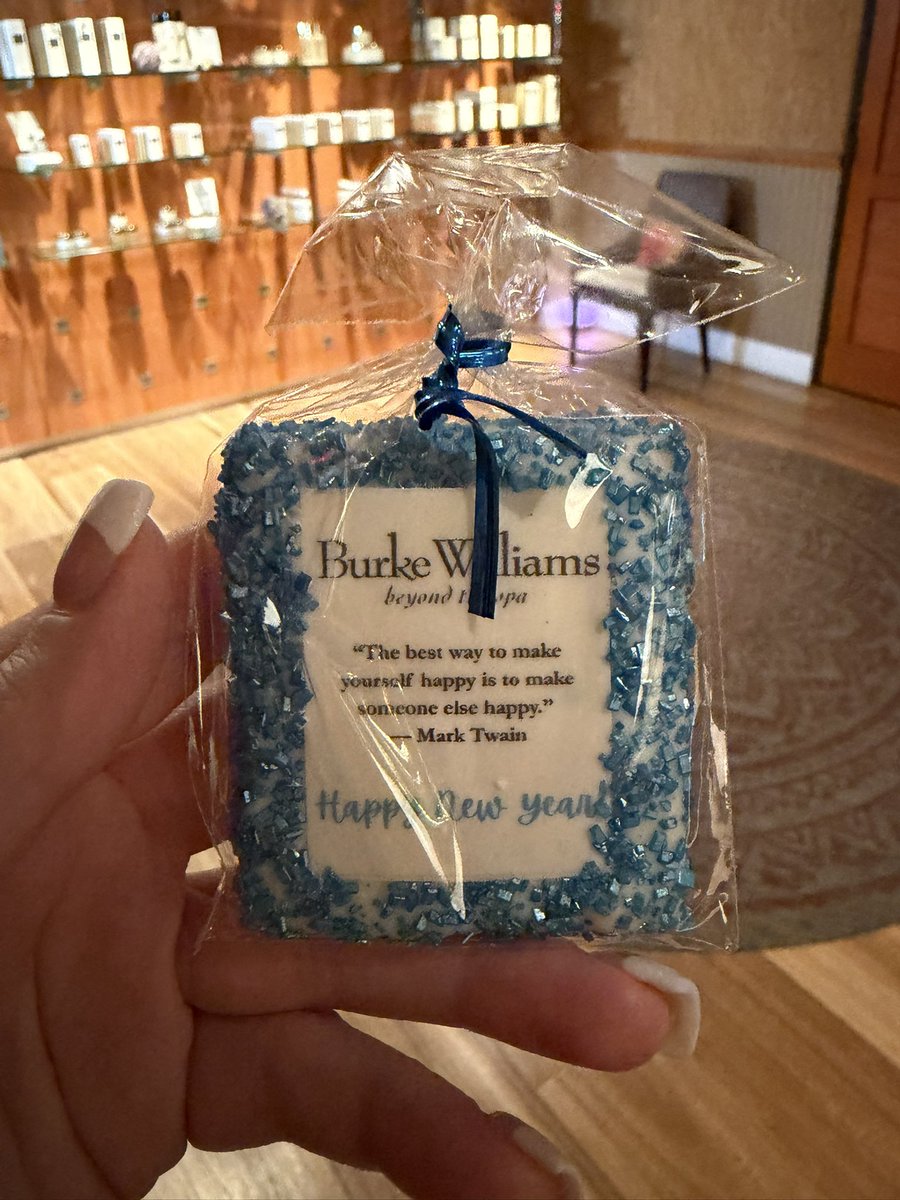 Burke Williams
beyond spa
“The best way to make
yourself happy is to make
someone else happy.”
— Mark Twain
Happy New Year!